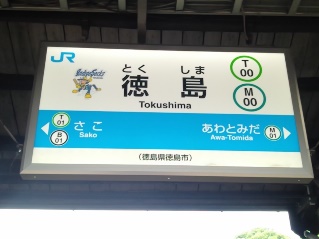 JR
とくしま
徳島
Tokushima
T
00
M
00
T
01
B
01
さこ
Sako
あわとみだ
Awa-Tomida
M
01
(徳島県徳島市)